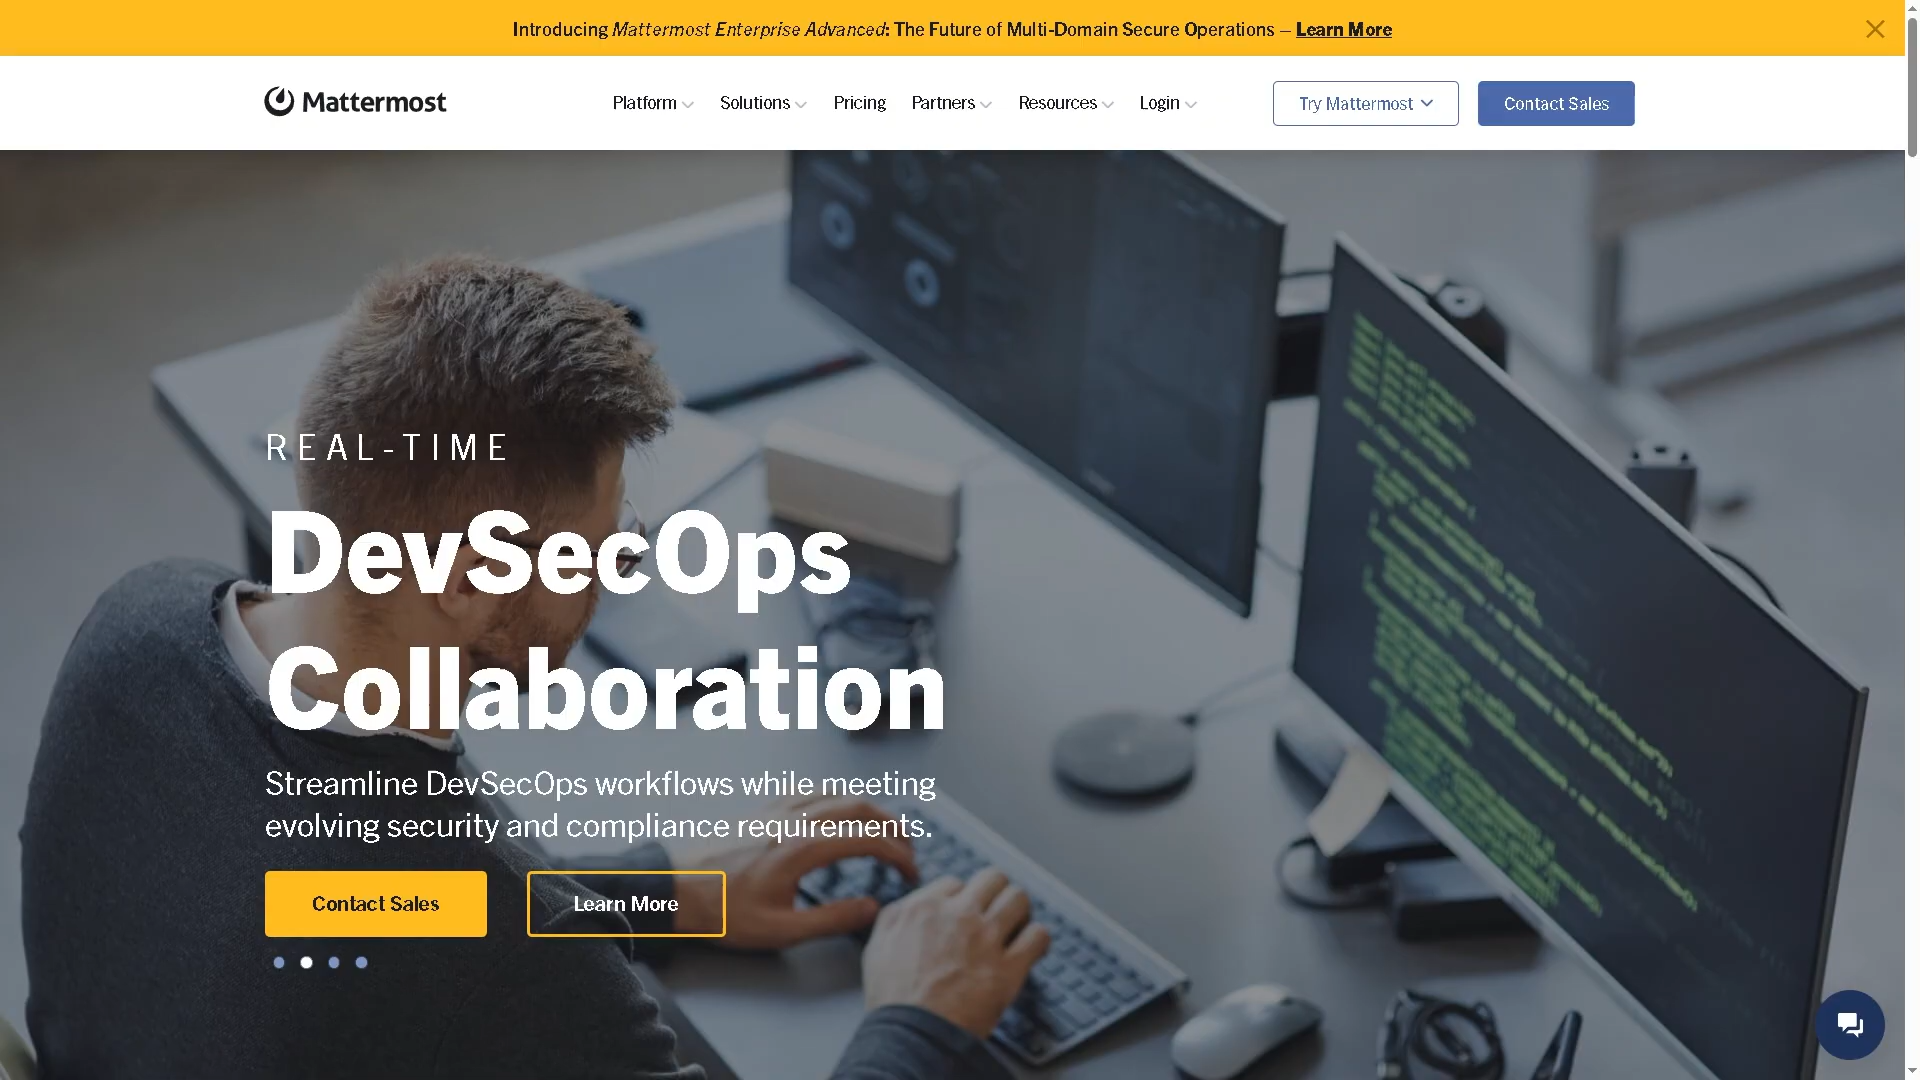 Introducing Mattermost Enterprise Advanced: The Future of Multi-Domain Secure Operations – Learn More
Mattermost
Platform
Solutions
Pricing
Partners
Resources
Login
Try Mattermost
Contact Sales
REAL-TIME
DevSecOps
Collaboration
Streamline DevSecOps workflows while meeting
evolving security and compliance requirements.
Contact Sales
Learn More